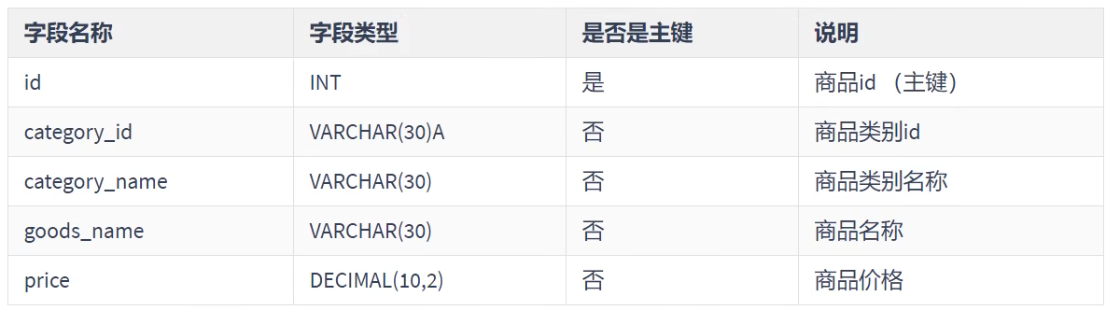 字段名称 字段类型 是否是主键 说明
id INT 是 商品id （主键）
category_id VARCHAR(30)A 否 商品类别id
category_name VARCHAR(30) 否 商品类别名称
goods_name VARCHAR(30) 否 商品名称
price DECIMAL(10,2) 否 商品价格